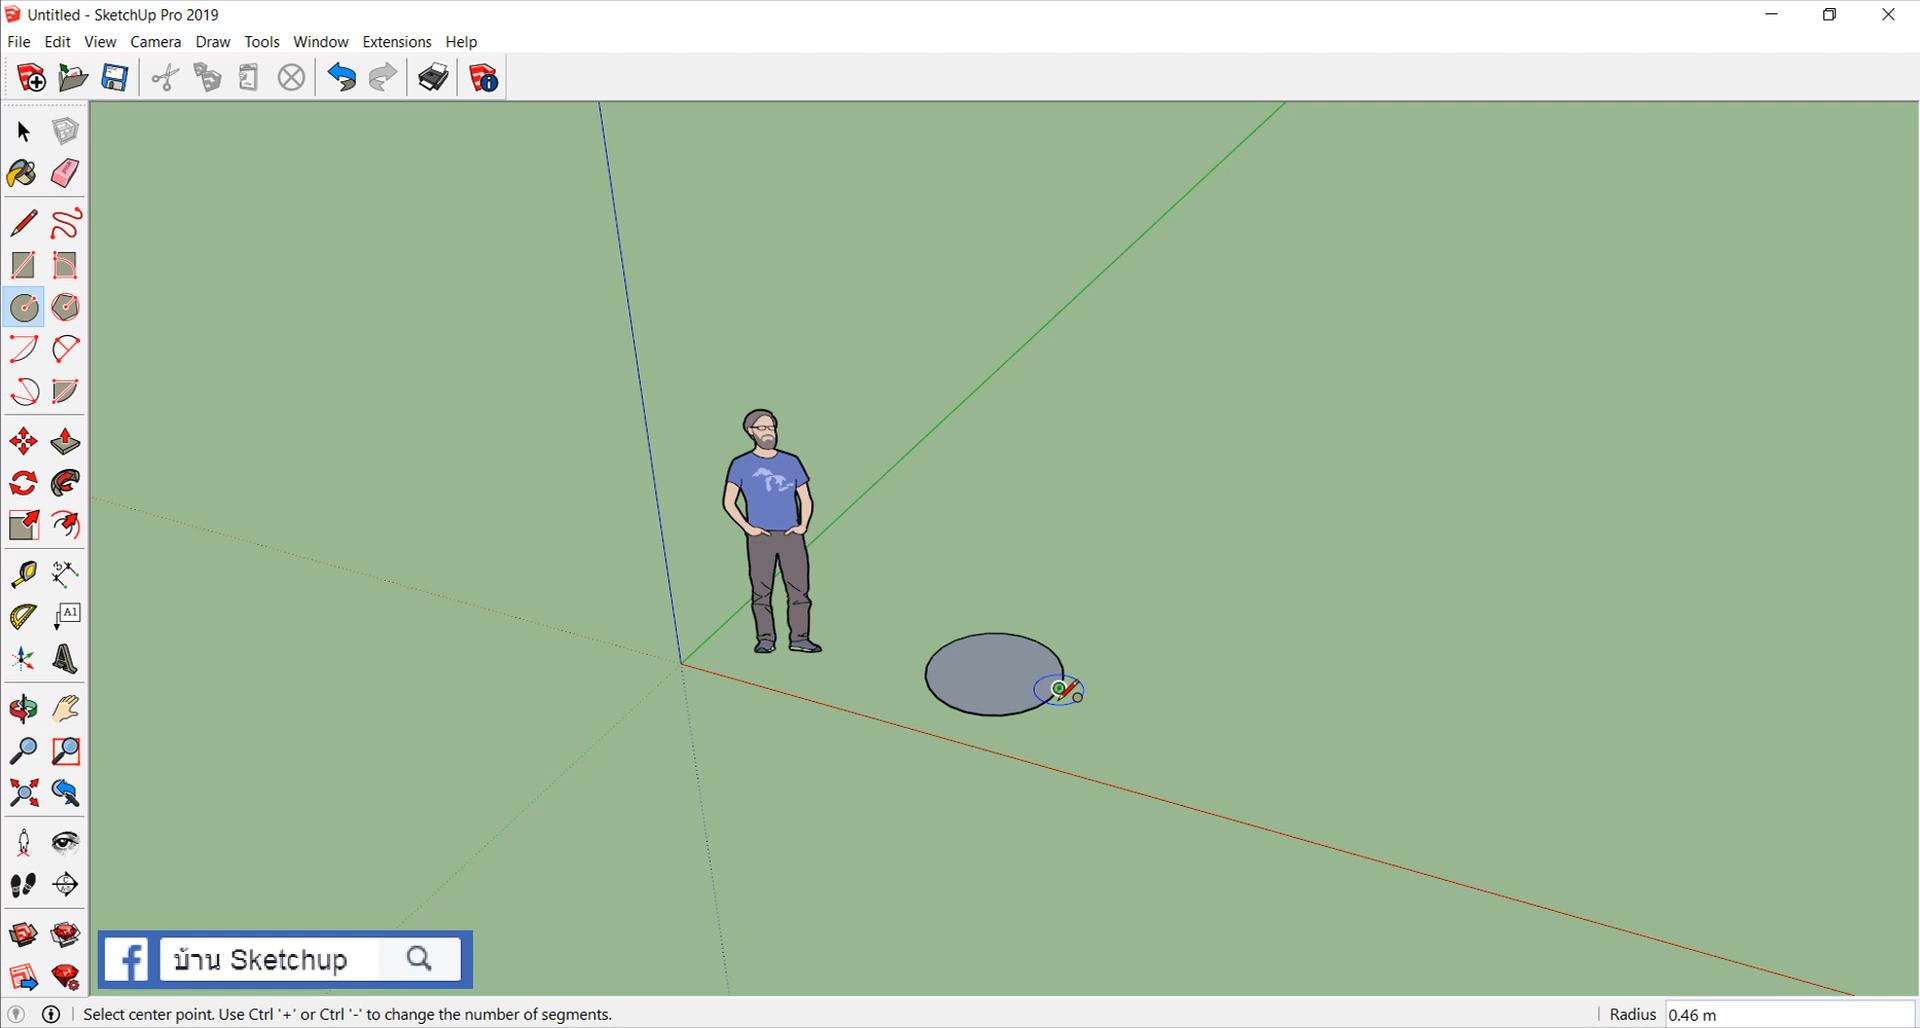 Untitled - SketchUp Pro 2019
File Edit View Camera Draw Tools Window Extensions Help
A1
บ้าน Sketchup
Select center point. Use Ctrl '+' or Ctrl '-' to change the number of segments.
Radius 0.46 m